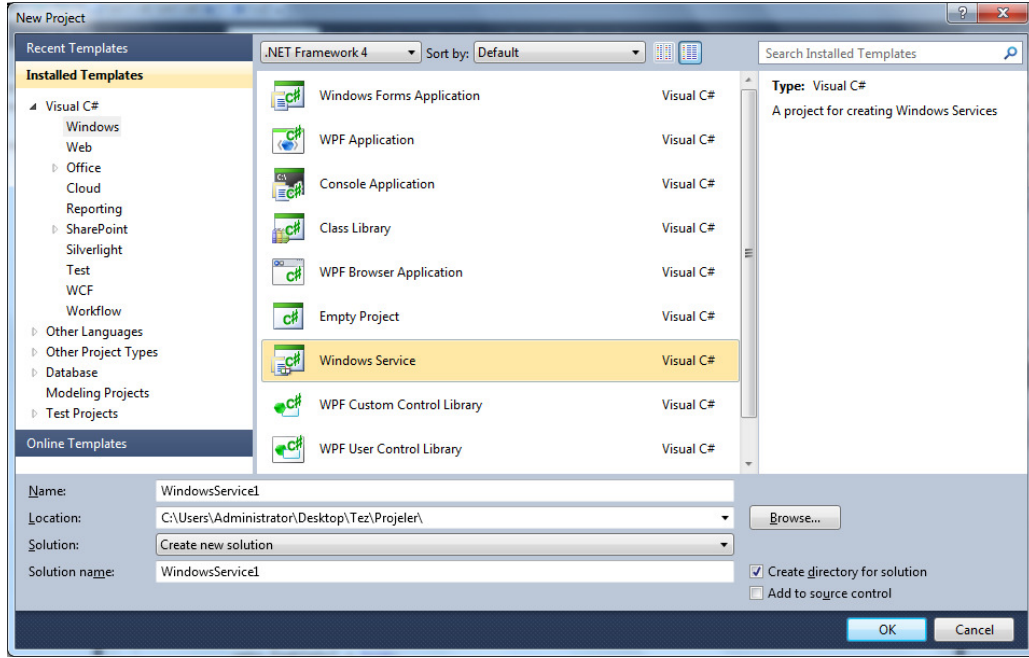 New Project
Recent Templates
.NET Framework 4 Sort by: Default Search Installed Templates
Installed Templates
Visual C#
Windows
Web
Office
Cloud
Reporting
SharePoint
Silverlight
Test
WCF
Workflow
Other Languages
Other Project Types
Database
Modeling Projects
Test Projects
Online Templates
Windows Forms Application Visual C#
WPF Application Visual C#
Console Application Visual C#
Class Library Visual C#
WPF Browser Application Visual C#
Empty Project Visual C#
Windows Service Visual C#
WPF Custom Control Library Visual C#
WPF User Control Library Visual C#
Type: Visual C#
A project for creating Windows Services
Name: WindowsService1
Location: C:\Users\Administrator\Desktop\Tez\Projeler\ Browse...
Solution: Create new solution
Solution name: WindowsService1
Create directory for solution
Add to source control
OK Cancel